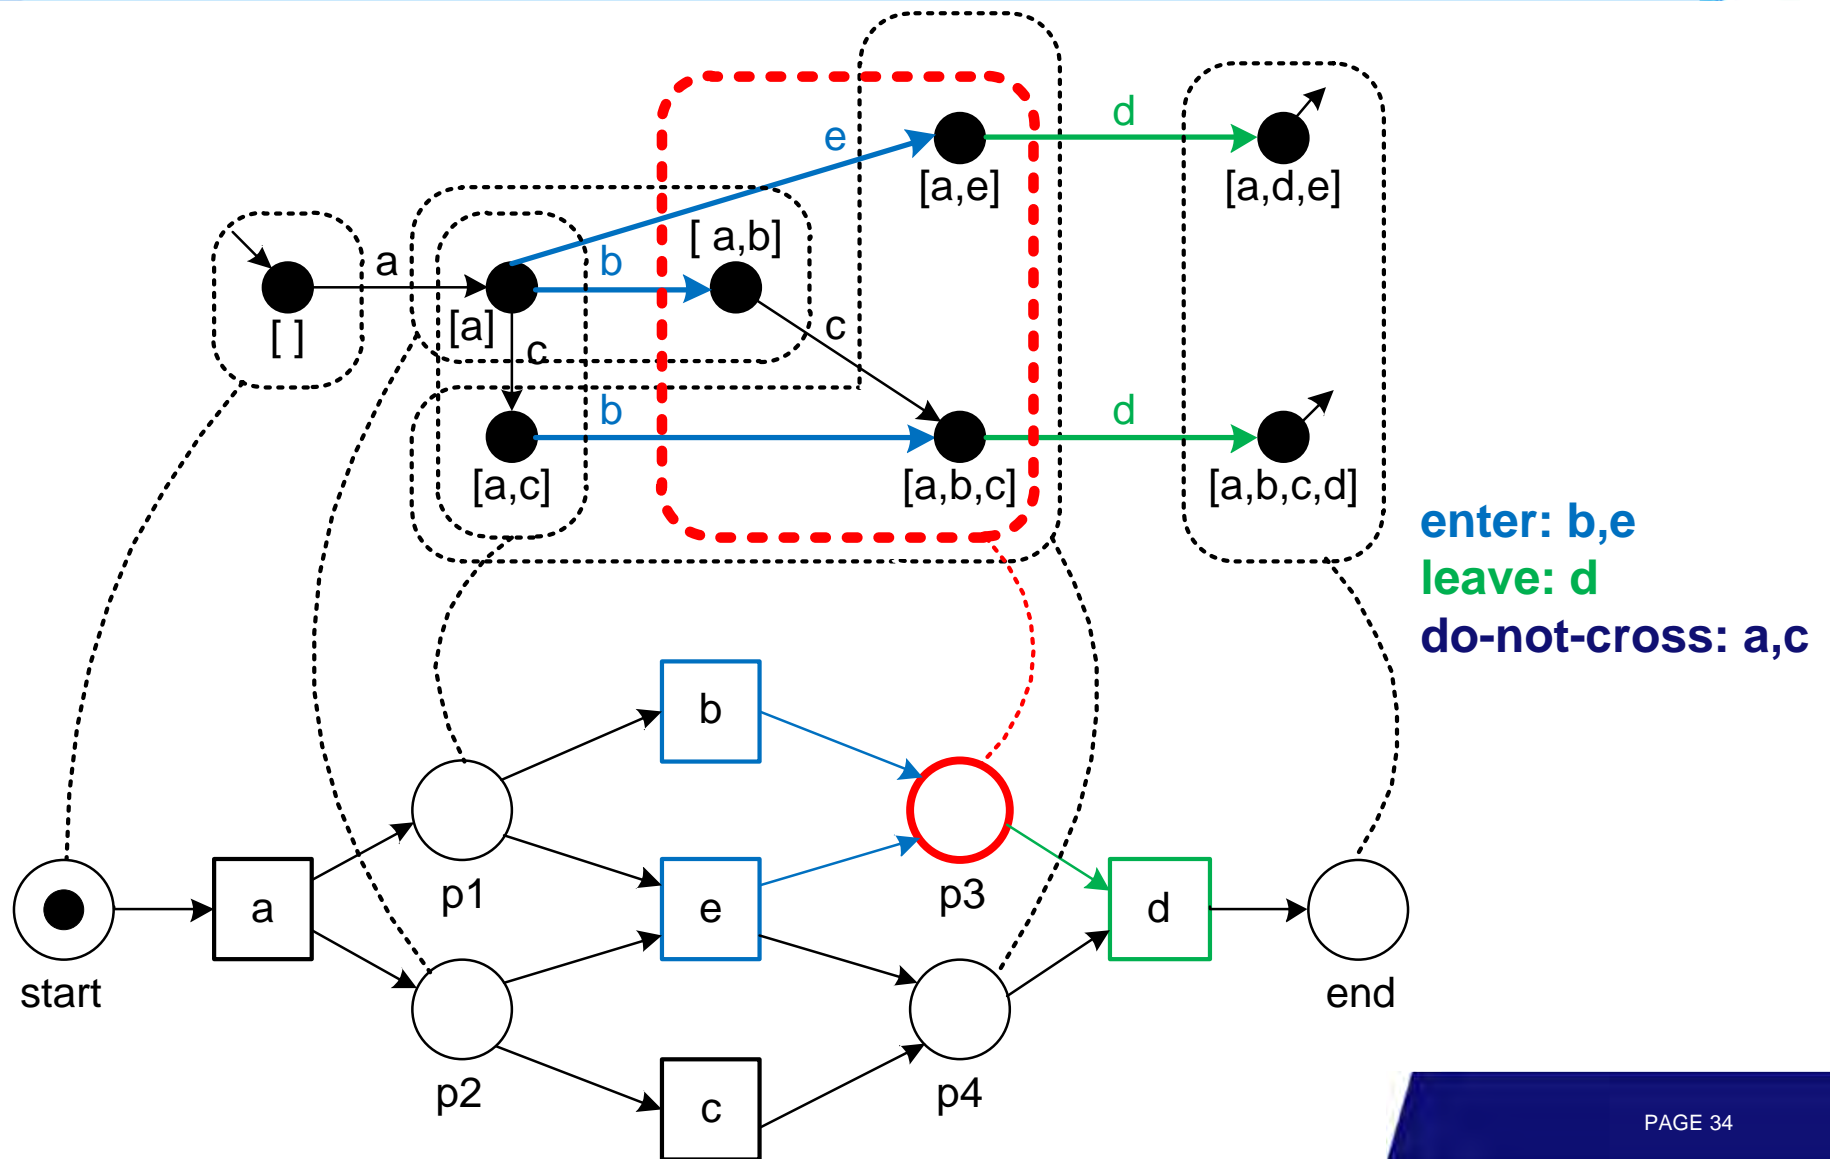 e
d
[a,e]
[a,d,e]
[ a,b]
a
b
[ ]
[a]
c
c
b
d
[a,c]
[a,b,c]
[a,b,c,d]
enter: b,e
leave: d
do-not-cross: a,c
b
p1
p3
a
e
d
start
end
p2
p4
c
PAGE 34